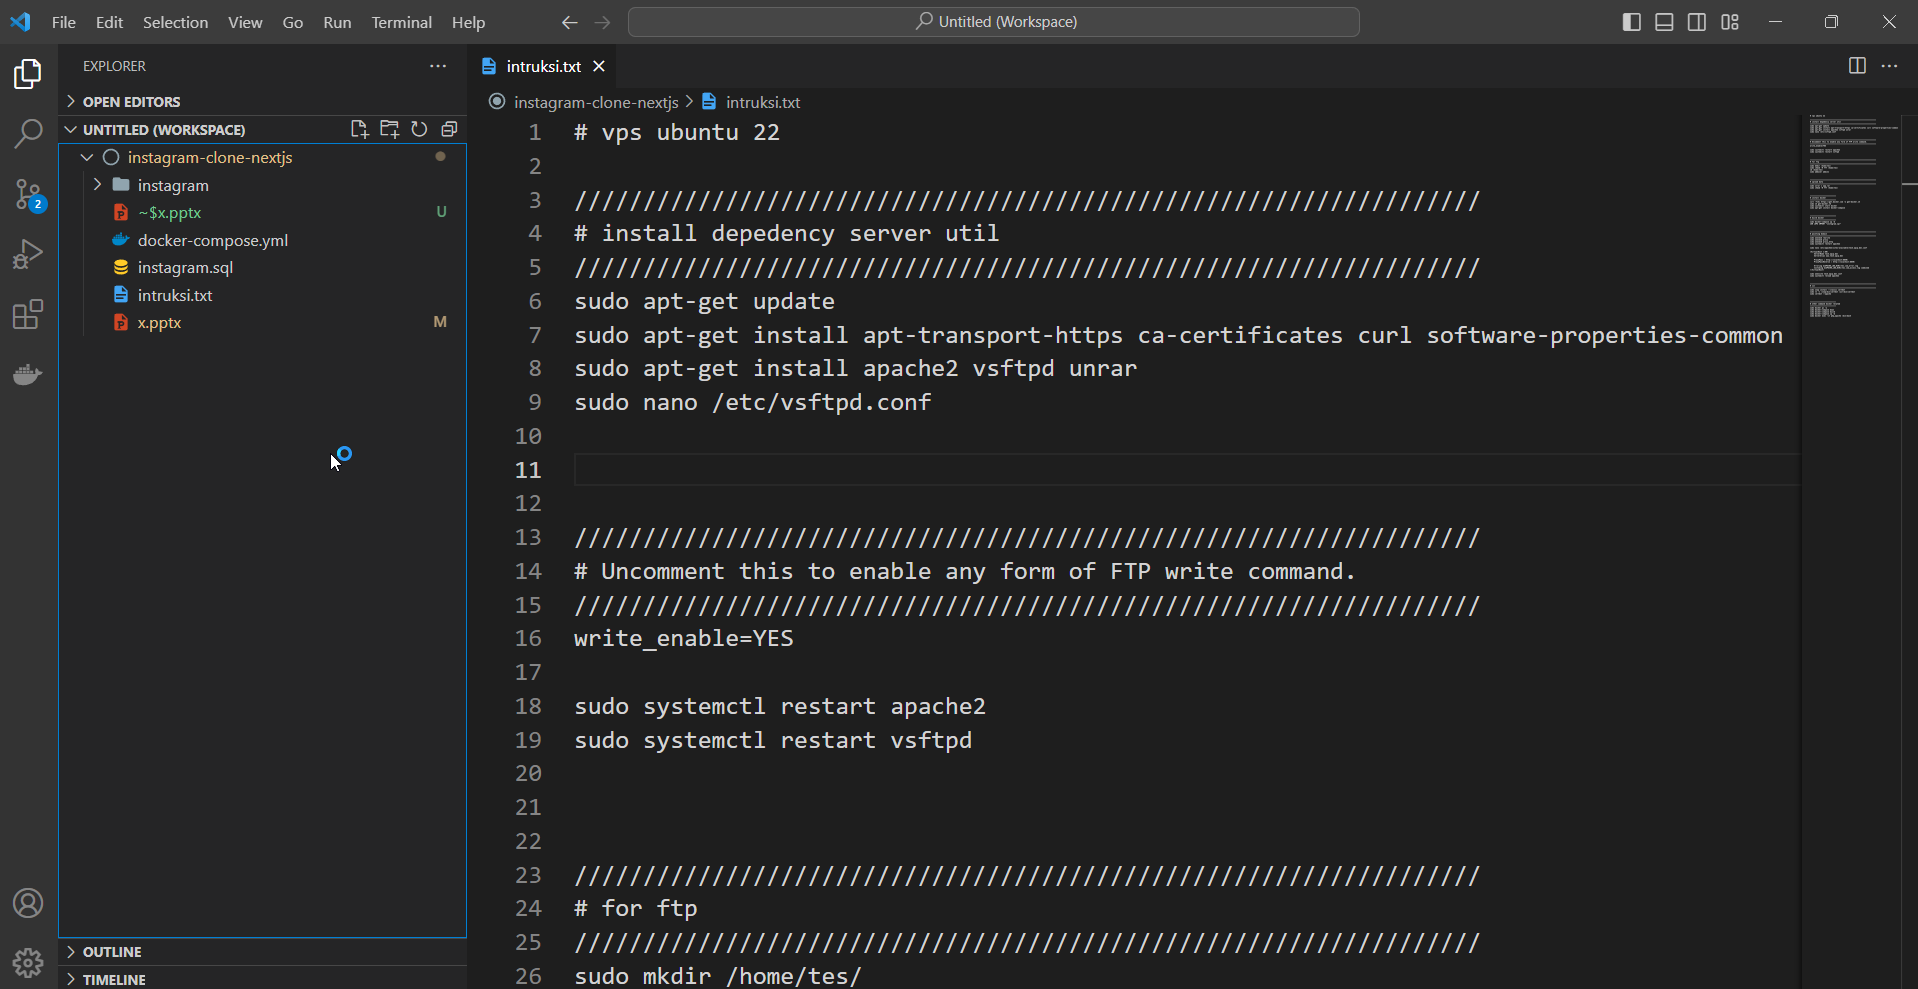 File Edit Selection View Go Run Terminal Help
Untitled (Workspace)
EXPLORER
OPEN EDITORS
UNTITLED (WORKSPACE)
instagram-clone-nextjs
instagram
~$x.pptx U
docker-compose.yml
instagram.sql
intruksi.txt
x.pptx M
2
OUTLINE
TIMELINE
intruksi.txt
instagram-clone-nextjs > intruksi.txt
1 # vps ubuntu 22
2
3 //////////////////////////////////////////////////////////////////
4 # install depedency server util
5 //////////////////////////////////////////////////////////////////
6 sudo apt-get update
7 sudo apt-get install apt-transport-https ca-certificates curl software-properties-common
8 sudo apt-get install apache2 vsftpd unrar
9 sudo nano /etc/vsftpd.conf
10
11
12
13 //////////////////////////////////////////////////////////////////
14 # Uncomment this to enable any form of FTP write command.
15 //////////////////////////////////////////////////////////////////
16 write_enable=YES
17
18 sudo systemctl restart apache2
19 sudo systemctl restart vsftpd
20
21
22
23 //////////////////////////////////////////////////////////////////
24 # for ftp
25 //////////////////////////////////////////////////////////////////
26 sudo mkdir /home/tes/